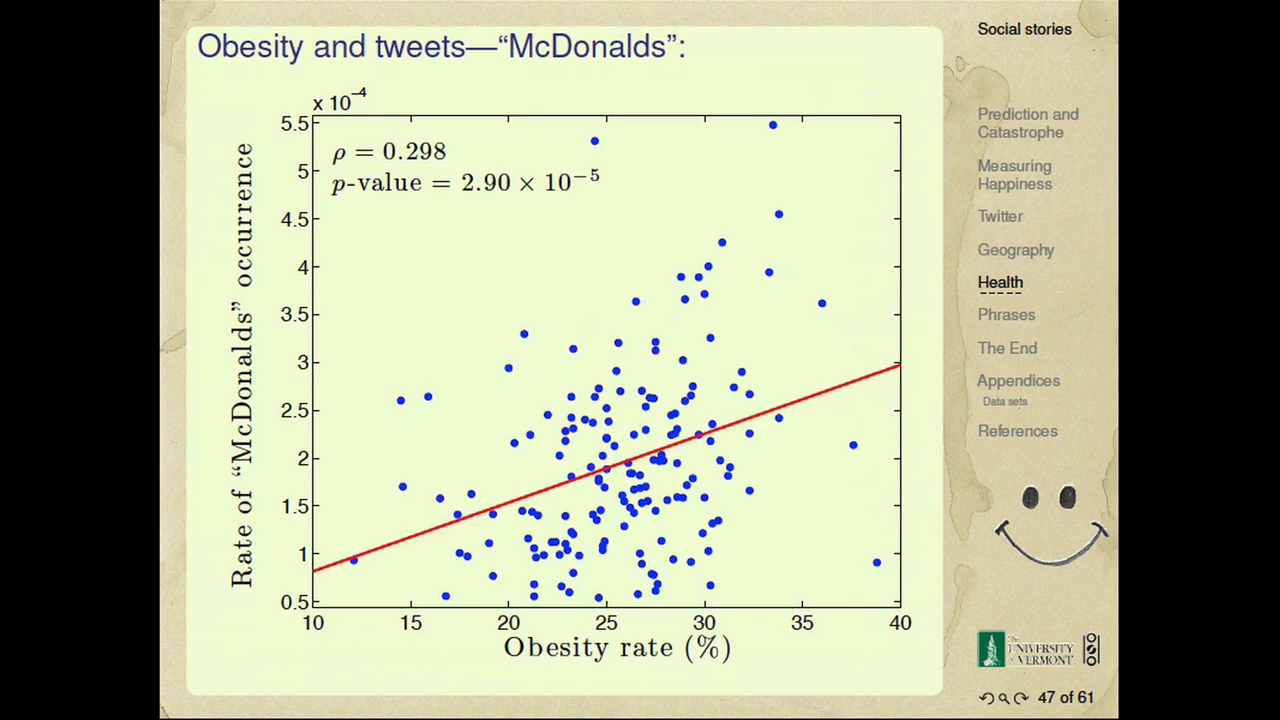 Obesity and tweets—“McDonalds”:
x 10⁻⁴
5.5
5
4.5
4
3.5
3
2.5
2
1.5
1
0.5
ρ = 0.298
p-value = 2.90 × 10⁻⁵
Rate of “McDonalds” occurrence
10 15 20 25 30 35 40
Obesity rate (%)
Social stories
Prediction and
Catastrophe
Measuring
Happiness
Twitter
Geography
Health
Phrases
The End
Appendices
Data sets
References
The
UNIVERSITY
of VERMONT
47 of 61